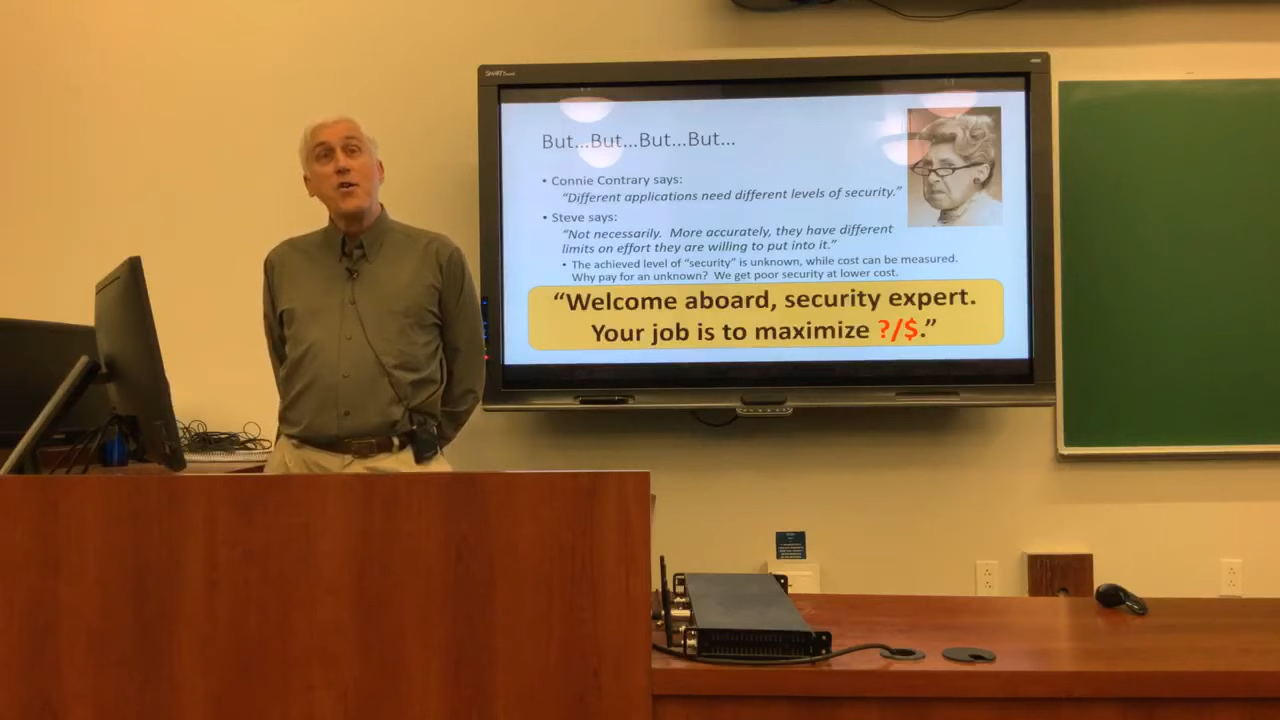 SMART
But...But...But...But...
• Connie Contrary says:
"Different applications need different levels of security."
• Steve says:
"Not necessarily. More accurately, they have different
limits on effort they are willing to put into it."
• The achieved level of "security" is unknown, while cost can be measured.
Why pay for an unknown? We get poor security at lower cost.
"Welcome aboard, security expert.
Your job is to maximize ?/$."